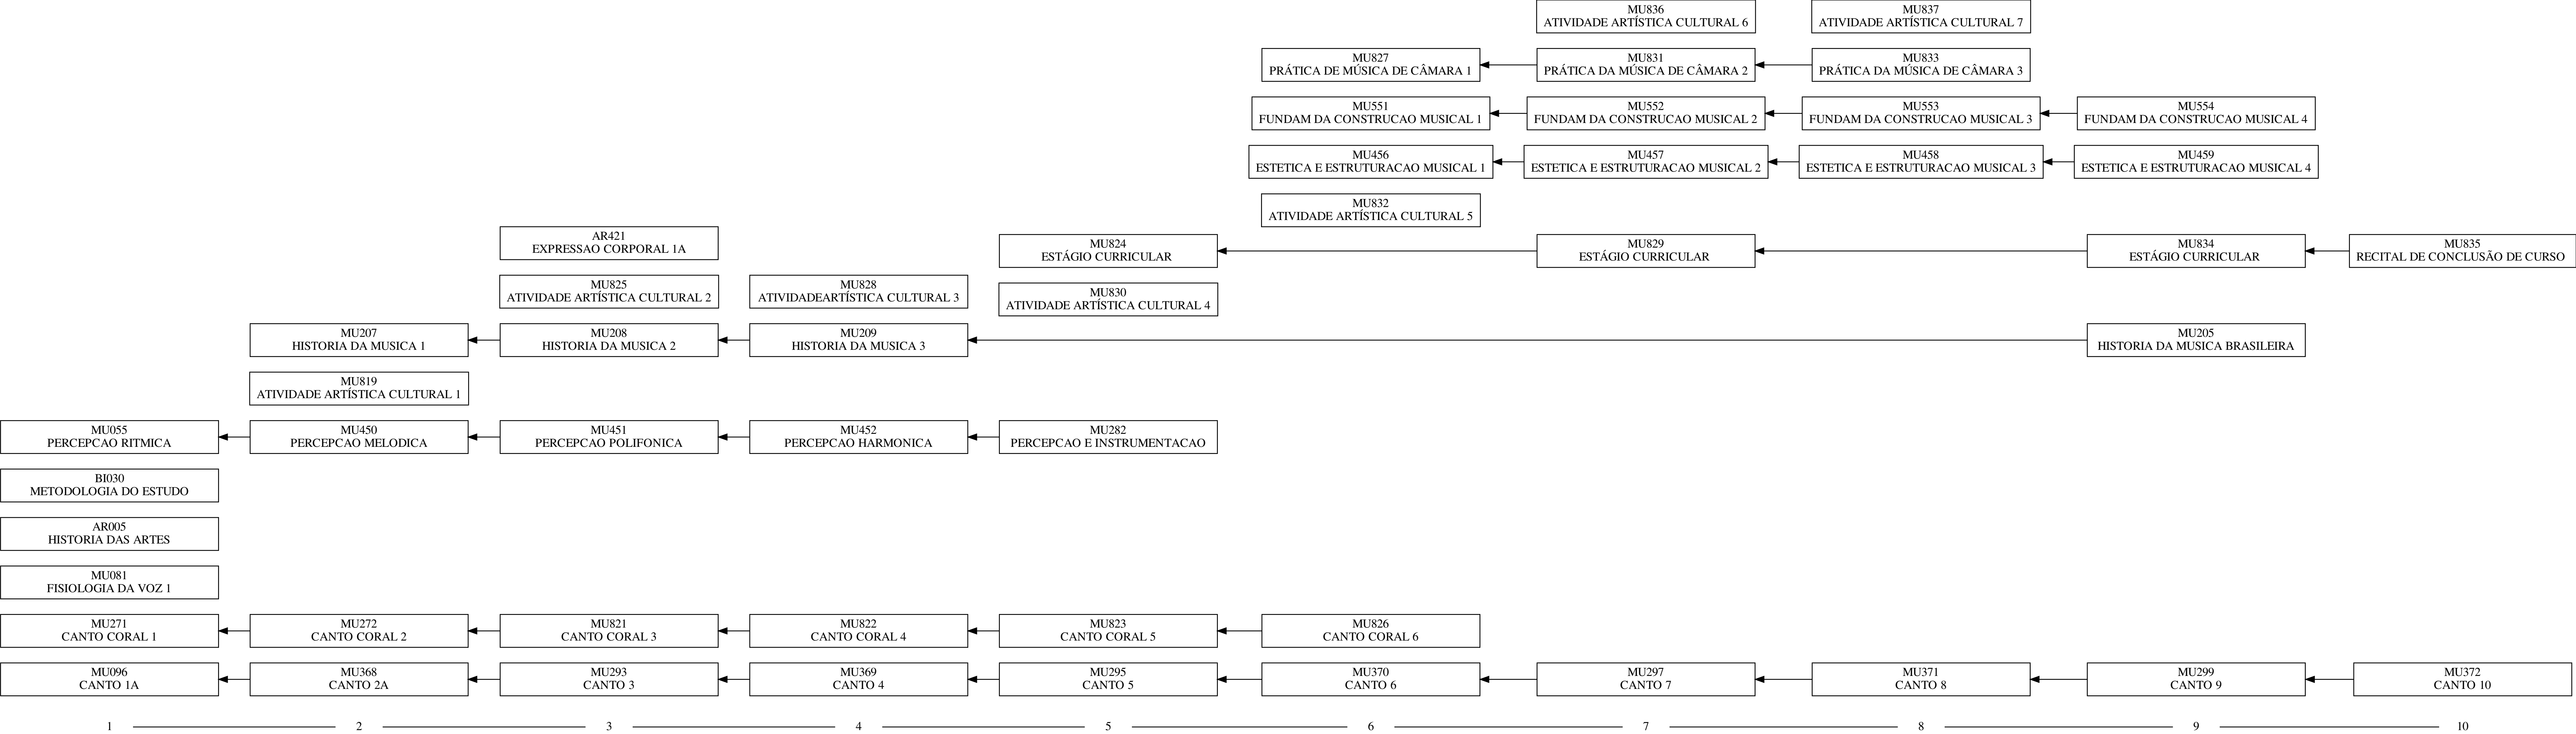 MU836
ATIVIDADE ARTÍSTICA CULTURAL 6
MU837
ATIVIDADE ARTÍSTICA CULTURAL 7
MU827
PRÁTICA DE MÚSICA DE CÂMARA 1
MU831
PRÁTICA DA MÚSICA DE CÂMARA 2
MU833
PRÁTICA DA MÚSICA DE CÂMARA 3
MU551
FUNDAM DA CONSTRUCAO MUSICAL 1
MU552
FUNDAM DA CONSTRUCAO MUSICAL 2
MU553
FUNDAM DA CONSTRUCAO MUSICAL 3
MU554
FUNDAM DA CONSTRUCAO MUSICAL 4
MU456
ESTETICA E ESTRUTURACAO MUSICAL 1
MU457
ESTETICA E ESTRUTURACAO MUSICAL 2
MU458
ESTETICA E ESTRUTURACAO MUSICAL 3
MU459
ESTETICA E ESTRUTURACAO MUSICAL 4
MU832
ATIVIDADE ARTÍSTICA CULTURAL 5
AR421
EXPRESSAO CORPORAL 1A
MU824
ESTÁGIO CURRICULAR
MU829
ESTÁGIO CURRICULAR
MU834
ESTÁGIO CURRICULAR
MU835
RECITAL DE CONCLUSÃO DE CURSO
MU825
ATIVIDADE ARTÍSTICA CULTURAL 2
MU828
ATIVIDADEARTÍSTICA CULTURAL 3
MU830
ATIVIDADE ARTÍSTICA CULTURAL 4
MU207
HISTORIA DA MUSICA 1
MU208
HISTORIA DA MUSICA 2
MU209
HISTORIA DA MUSICA 3
MU205
HISTORIA DA MUSICA BRASILEIRA
MU819
ATIVIDADE ARTÍSTICA CULTURAL 1
MU055
PERCEPCAO RITMICA
MU450
PERCEPCAO MELODICA
MU451
PERCEPCAO POLIFONICA
MU452
PERCEPCAO HARMONICA
MU282
PERCEPCAO E INSTRUMENTACAO
BI030
METODOLOGIA DO ESTUDO
AR005
HISTORIA DAS ARTES
MU081
FISIOLOGIA DA VOZ 1
MU271
CANTO CORAL 1
MU272
CANTO CORAL 2
MU821
CANTO CORAL 3
MU822
CANTO CORAL 4
MU823
CANTO CORAL 5
MU826
CANTO CORAL 6
MU096
CANTO 1A
MU368
CANTO 2A
MU293
CANTO 3
MU369
CANTO 4
MU295
CANTO 5
MU370
CANTO 6
MU297
CANTO 7
MU371
CANTO 8
MU299
CANTO 9
MU372
CANTO 10
1 2 3 4 5 6 7 8 9 10